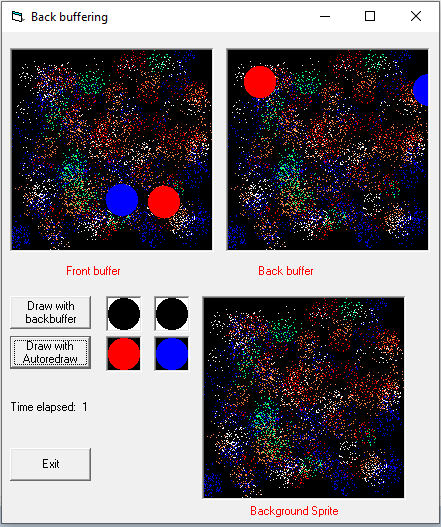 Back buffering
Front buffer
Back buffer
Draw with
backbuffer
Draw with
Autoredraw
Time elapsed: 1
Exit
Background Sprite